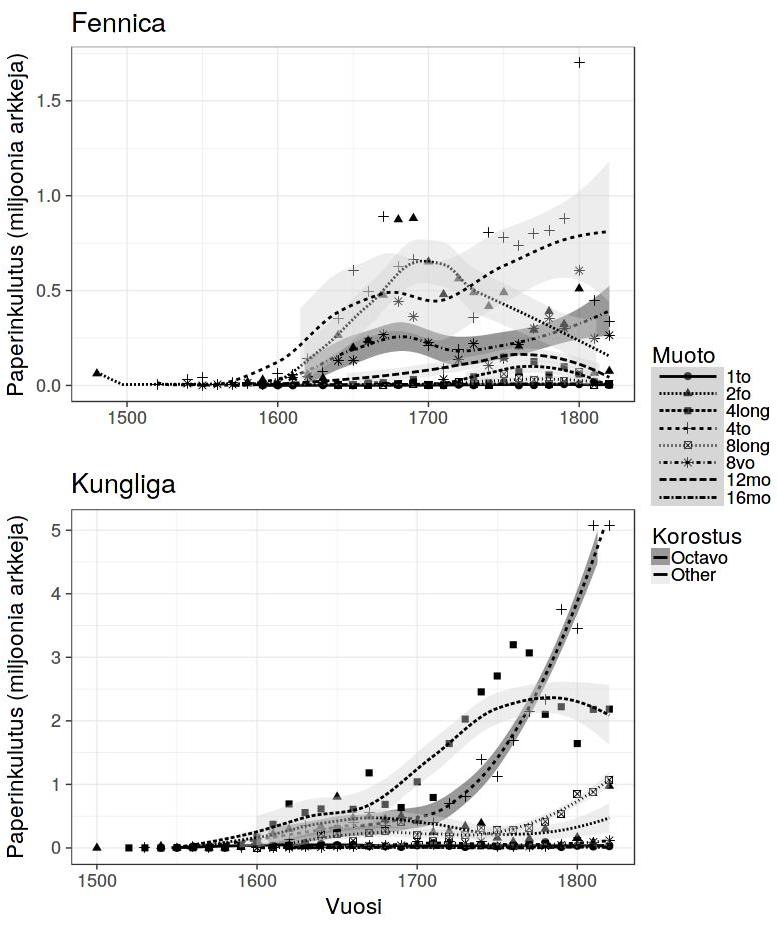 Fennica
Paperinkulutus (miljoonia arkkeja)
1.5
1.0
0.5
0.0
1500
1600
1700
1800
Muoto
1to
2fo
4long
4to
8long
8vo
12mo
16mo
Korostus
Octavo
Other
Kungliga
Paperinkulutus (miljoonia arkkeja)
5
4
3
2
1
0
1500
1600
1700
1800
Vuosi